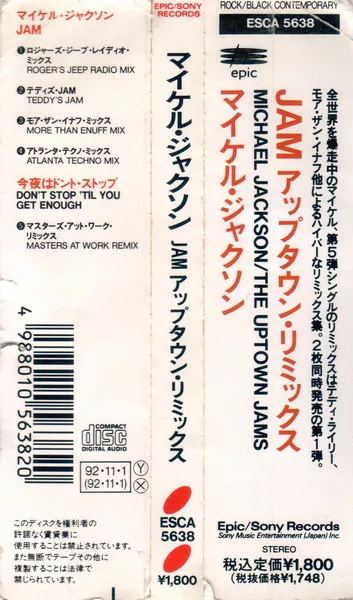 マイケル・ジャクソン
JAM
❶ロジャーズ・ジープ・レイディオ・
ミックス
ROGER'S JEEP RADIO MIX
❷テディズ・JAM
TEDDY'S JAM
❸モア・ザン・イナフ・ミックス
MORE THAN ENUFF MIX
❹アトランタ・テクノ・ミックス
ATLANTA TECHNO MIX
今夜はドント・ストップ
DON'T STOP 'TIL YOU
GET ENOUGH
❺マスターズ・アット・ワーク・
リミックス
MASTERS AT WORK REMIX
4 988010 563820
COMPACT
disc
DIGITAL AUDIO
92・11・1 Y
(92・11・1) X
このディスクを権利者の
許諾なく賃貸業に
使用することは禁止されています。
また無断でテープその他に
複製することは法律で
禁じられています。
EPIC/SONY
RECORDS
マイケル・ジャクソン JAM アップタウン・リミックス
ESCA
5638
¥1,800
ROCK/BLACK CONTEMPORARY
ESCA 5638
epic
全世界を爆走中のマイケル、第5弾シングルのリミックスはテディ・ライリー、
モア・ザン・イナフ他によるハイパーなリミックス集。2枚同時発売の第1弾。
JAM アップタウン・リミックス
MICHAEL JACKSON/THE UPTOWN JAMS
マイケル・ジャクソン
Epic/Sony Records
Sony Music Entertainment (Japan) Inc.
STEREO
税込定価¥1,800
(税抜価格¥1,748)